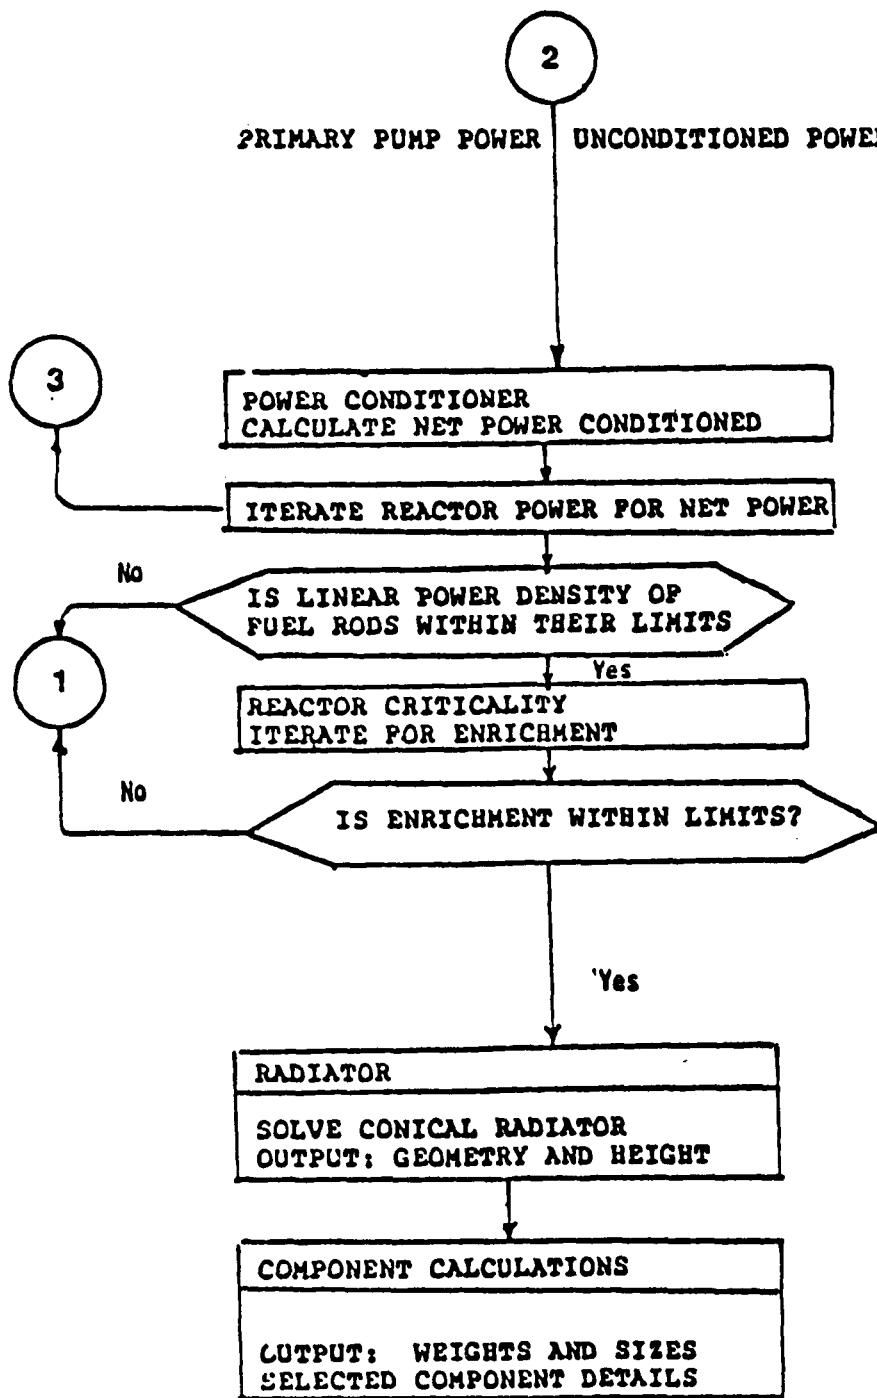 2
PRIMARY PUMP POWER UNCONDITIONED POWER
3
POWER CONDITIONER
CALCULATE NET POWER CONDITIONED
ITERATE REACTOR POWER FOR NET POWER
No
IS LINEAR POWER DENSITY OF
FUEL RODS WITHIN THEIR LIMITS
1
Yes
REACTOR CRITICALITY
ITERATE FOR ENRICHMENT
No
IS ENRICHMENT WITHIN LIMITS?
Yes
RADIATOR
SOLVE CONICAL RADIATOR
OUTPUT: GEOMETRY AND HEIGHT
COMPONENT CALCULATIONS
OUTPUT: WEIGHTS AND SIZES
SELECTED COMPONENT DETAILS